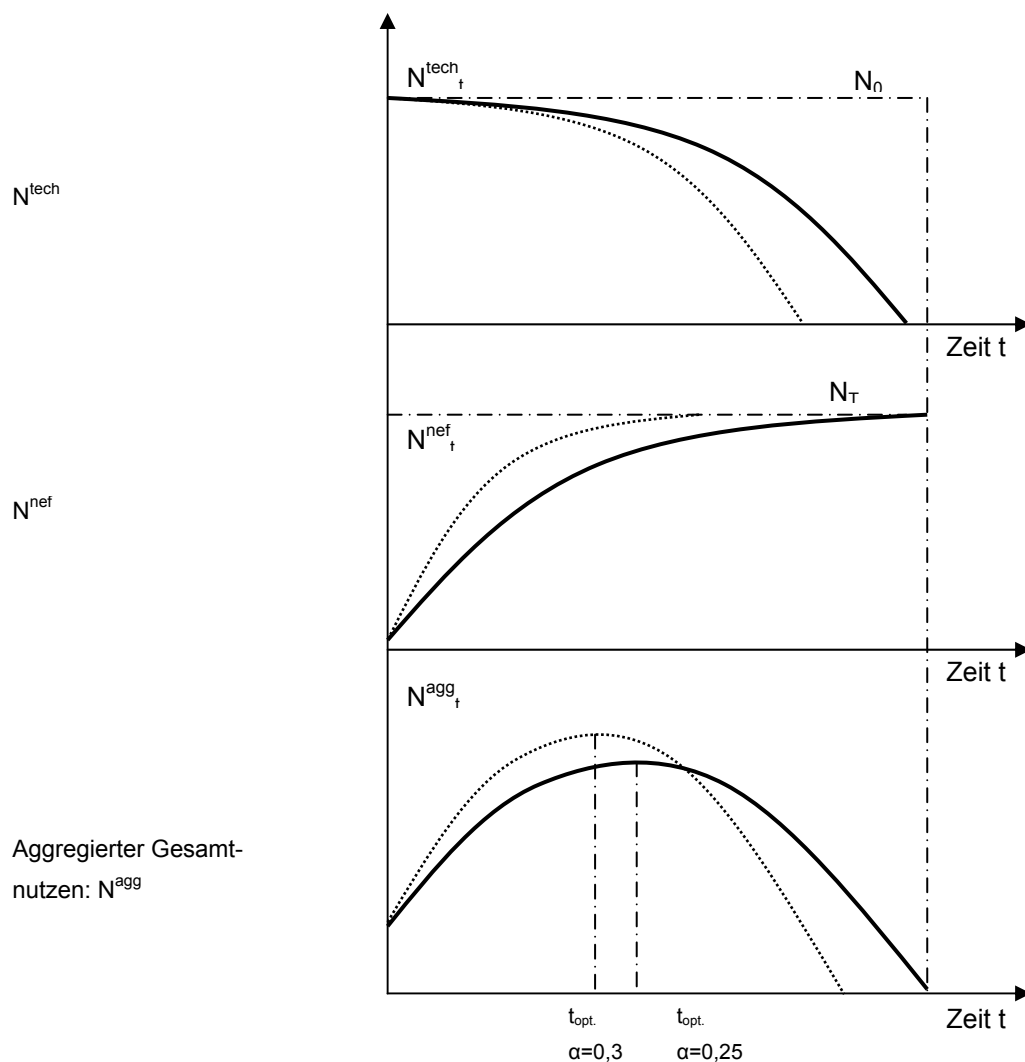 N^tech_t
N₀
N^tech
Zeit t
N_T
N^nef_t
N^nef
Zeit t
N^agg_t
Aggregierter Gesamt-
nutzen: N^agg
Zeit t
t_opt. t_opt.
α=0,3 α=0,25